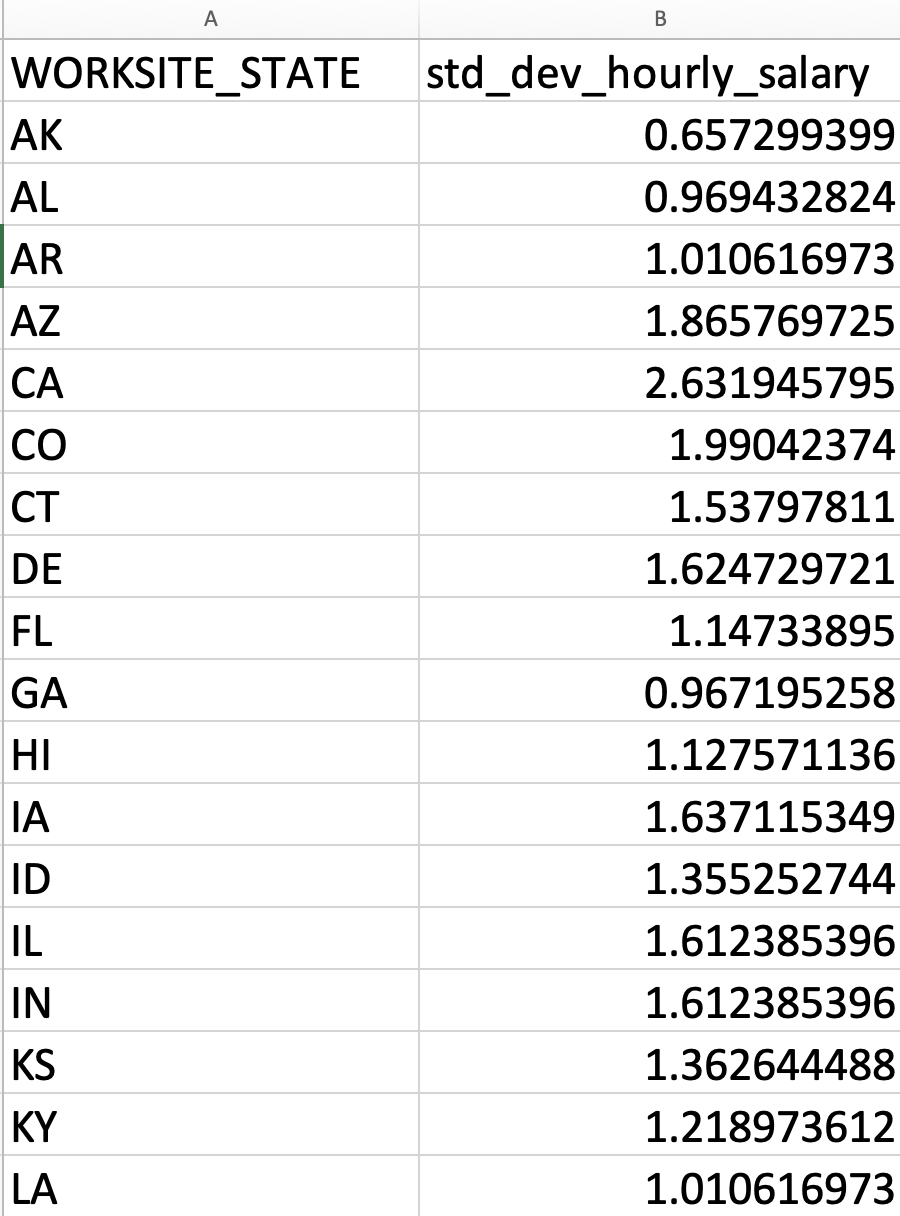 A B
WORKSITE_STATE std_dev_hourly_salary
AK 0.657299399
AL 0.969432824
AR 1.010616973
AZ 1.865769725
CA 2.631945795
CO 1.99042374
CT 1.53797811
DE 1.624729721
FL 1.14733895
GA 0.967195258
HI 1.127571136
IA 1.637115349
ID 1.355252744
IL 1.612385396
IN 1.612385396
KS 1.362644488
KY 1.218973612
LA 1.010616973